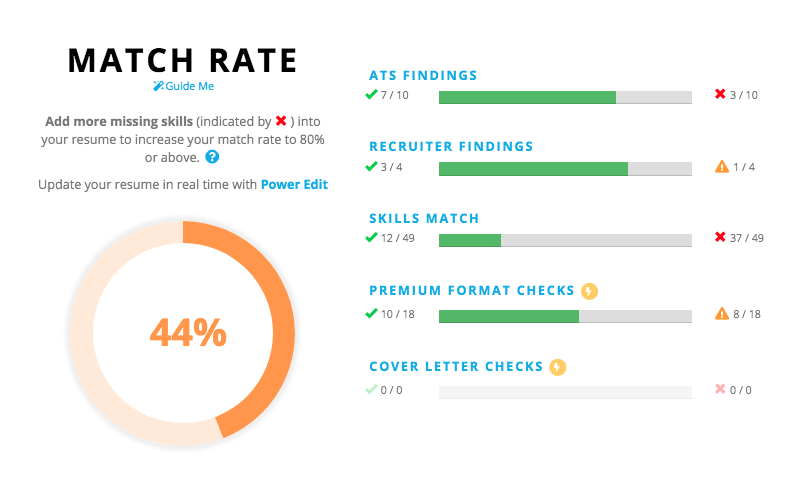 MATCH RATE
Guide Me
Add more missing skills (indicated by ✖ ) into
your resume to increase your match rate to 80%
or above. ?
Update your resume in real time with Power Edit
44%
ATS FINDINGS
7 / 10 3 / 10
RECRUITER FINDINGS
3 / 4 1 / 4
SKILLS MATCH
12 / 49 37 / 49
PREMIUM FORMAT CHECKS
10 / 18 8 / 18
COVER LETTER CHECKS
0 / 0 0 / 0